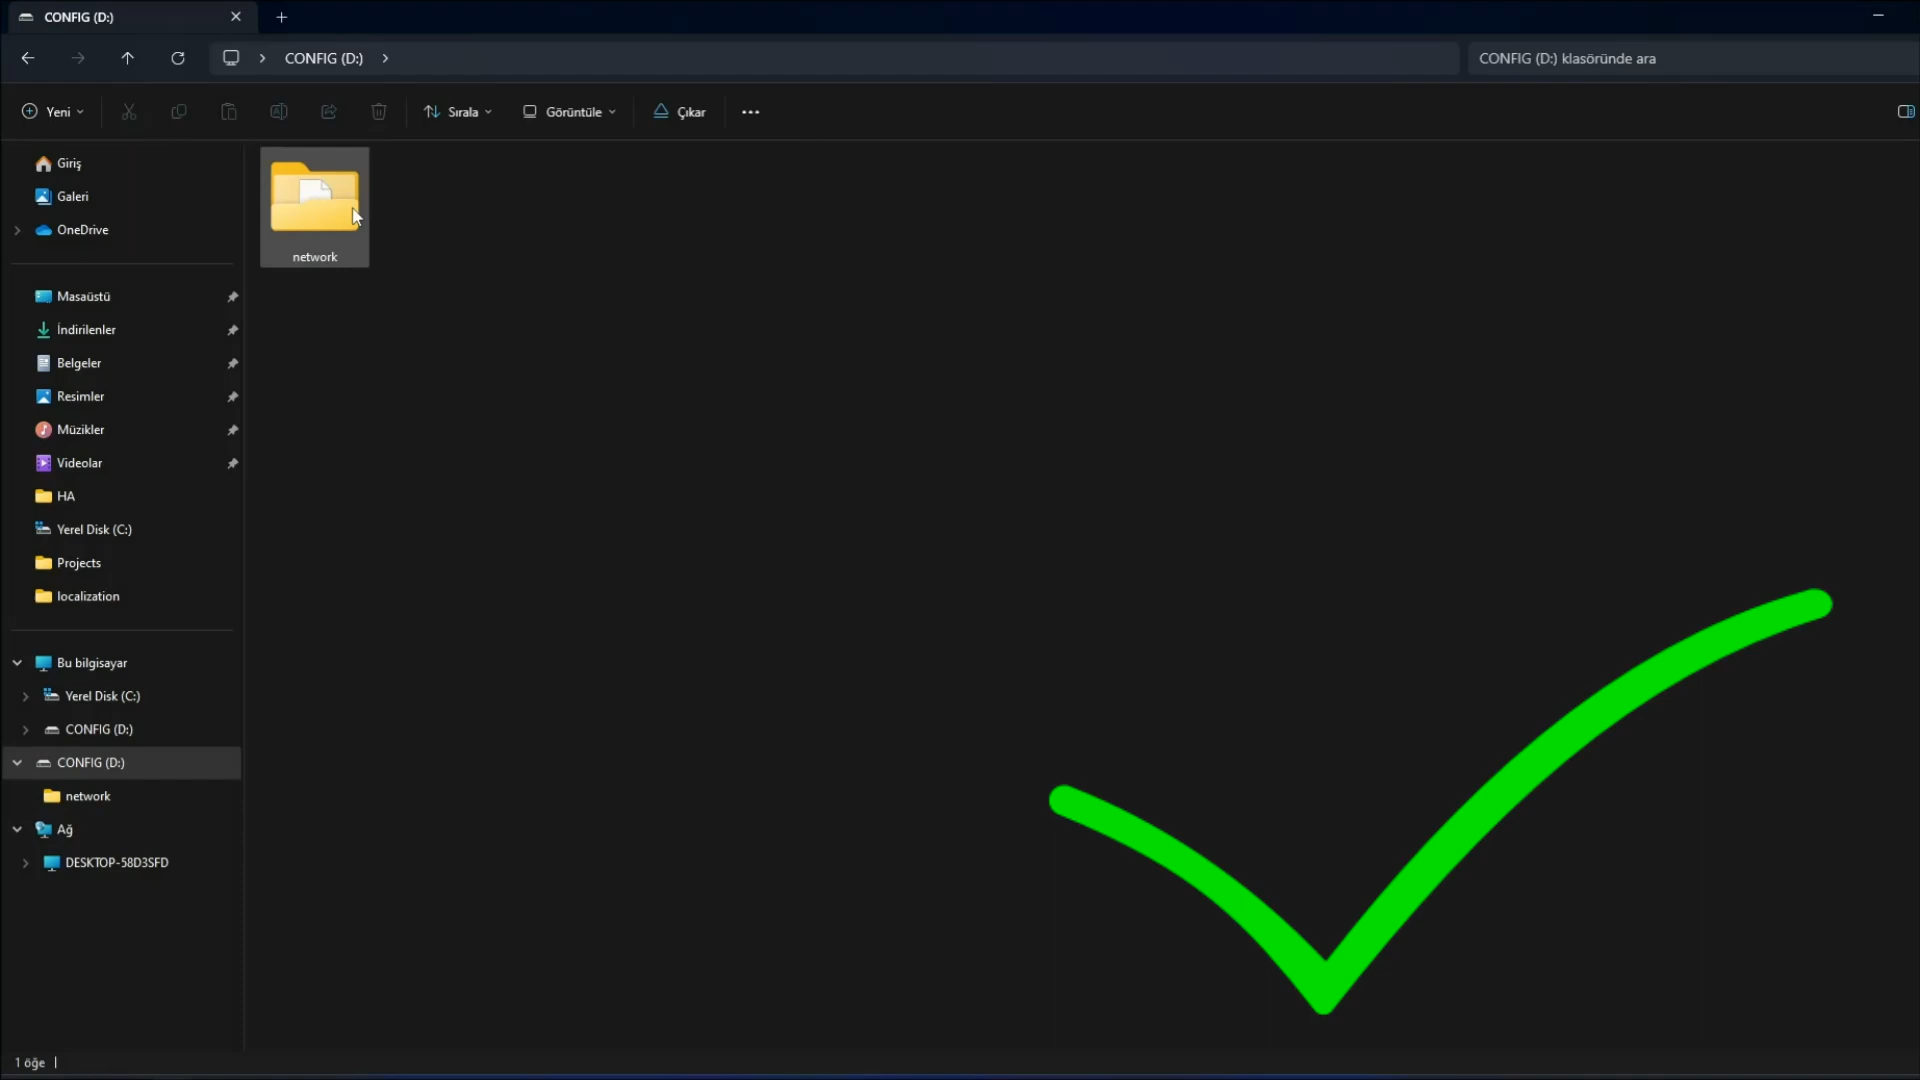 CONFIG (D:)
CONFIG (D:)
CONFIG (D:) klasöründe ara
Yeni
Sırala
Görüntüle
Çıkar
Giriş
Galeri
OneDrive
network
Masaüstü
İndirilenler
Belgeler
Resimler
Müzikler
Videolar
HA
Yerel Disk (C:)
Projects
localization
Bu bilgisayar
Yerel Disk (C:)
CONFIG (D:)
CONFIG (D:)
network
Ağ
DESKTOP-58D3SFD
1 öğe